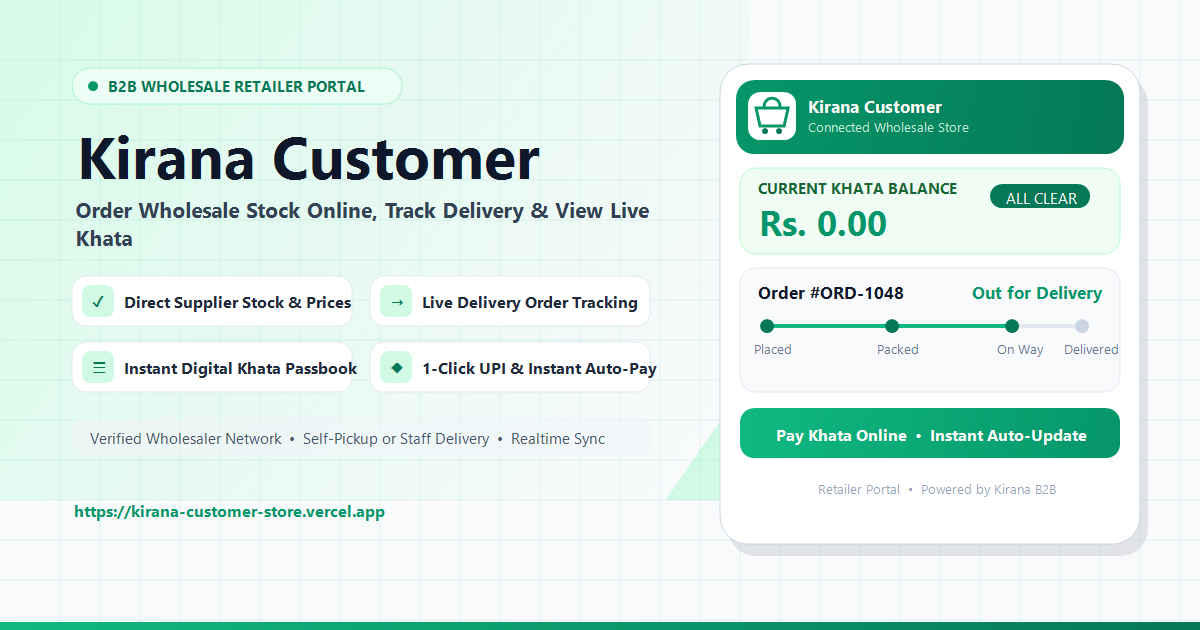 B2B WHOLESALE RETAILER PORTAL
Kirana Customer
Order Wholesale Stock Online, Track Delivery & View Live
Khata
✓ Direct Supplier Stock & Prices
→ Live Delivery Order Tracking
☰ Instant Digital Khata Passbook
◆ 1-Click UPI & Instant Auto-Pay
Verified Wholesaler Network • Self-Pickup or Staff Delivery • Realtime Sync
https://kirana-customer-store.vercel.app
Kirana Customer
Connected Wholesale Store
CURRENT KHATA BALANCE
ALL CLEAR
Rs. 0.00
Order #ORD-1048
Out for Delivery
Placed Packed On Way Delivered
Pay Khata Online • Instant Auto-Update
Retailer Portal • Powered by Kirana B2B